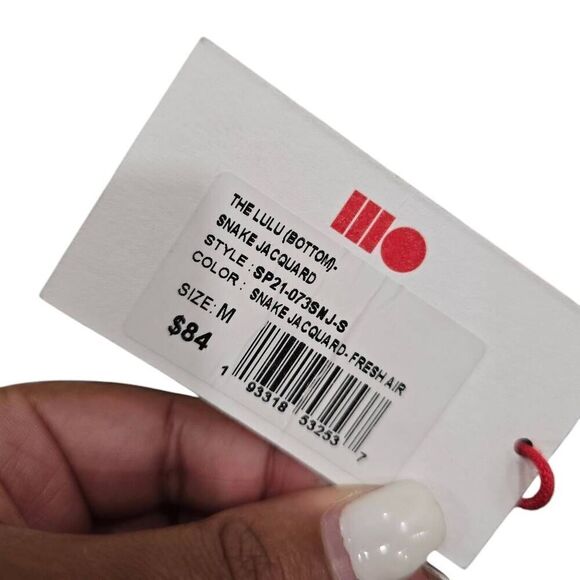 THE LULU (BOTTOM)-
SNAKE JACQUARD
STYLE : SP21-073SNJ-S
COLOR : SNAKE JACQUARD- FRESH AIR
SIZE: M
$84
1 93318 53253 7